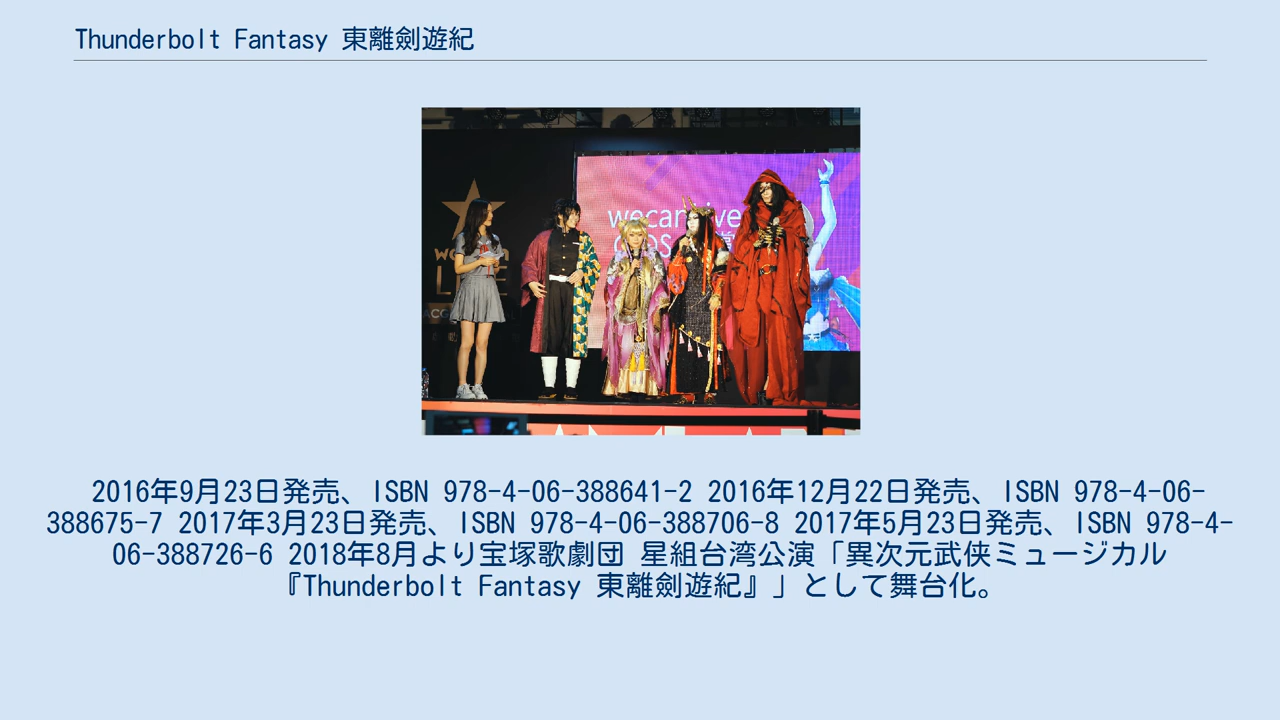 Thunderbolt Fantasy 東離劍遊紀
2016年9月23日発売、ISBN 978-4-06-388641-2 2016年12月22日発売、ISBN 978-4-06-
388675-7 2017年3月23日発売、ISBN 978-4-06-388706-8 2017年5月23日発売、ISBN 978-4-
06-388726-6 2018年8月より宝塚歌劇団 星組台湾公演「異次元武侠ミュージカル
『Thunderbolt Fantasy 東離劍遊紀』」として舞台化。